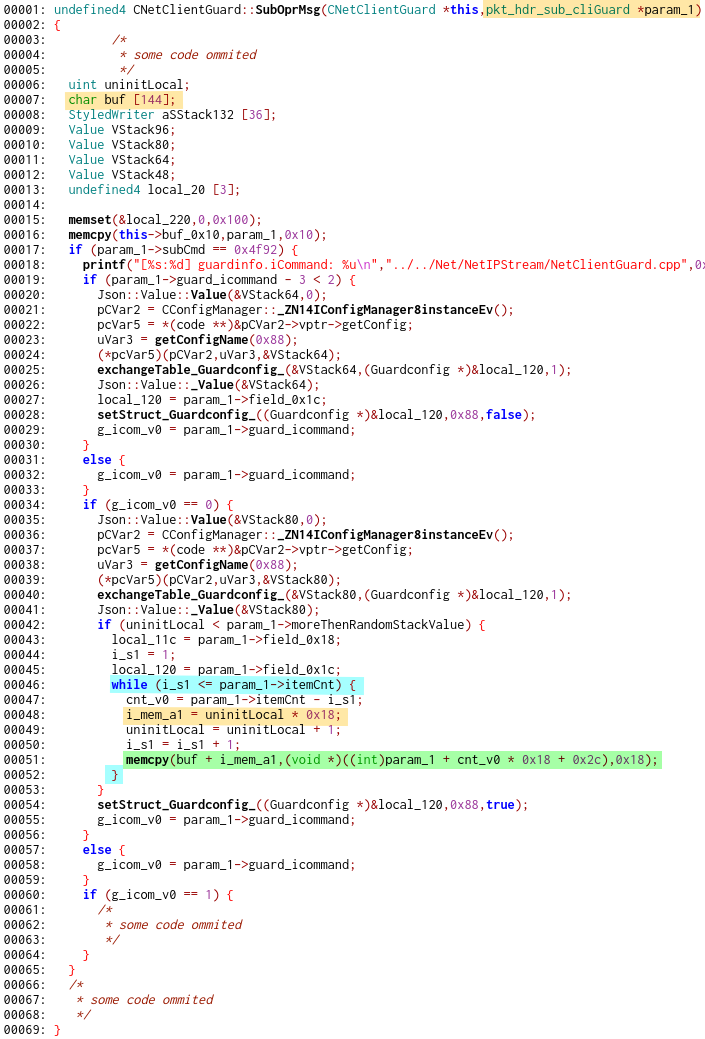 00001: undefined4 CNetClientGuard::SubOprMsg(CNetClientGuard *this,pkt_hdr_sub_cliGuard *param_1)
00002: {
00003:         /*
00004:          * some code ommited
00005:          */
00006:   uint uninitLocal;
00007:   char buf [144];
00008:   StyledWriter aSStack132 [36];
00009:   Value VStack96;
00010:   Value VStack80;
00011:   Value VStack64;
00012:   Value VStack48;
00013:   undefined4 local_20 [3];
00014:
00015:   memset(&local_220,0,0x100);
00016:   memcpy(this->buf_0x10,param_1,0x10);
00017:   if (param_1->subCmd == 0x4f92) {
00018:     printf("[%s:%d] guardinfo.iCommand: %u\n","../../Net/NetIPStream/NetClientGuard.cpp",0x
00019:     if (param_1->guard_icommand - 3 < 2) {
00020:       Json::Value::Value(&VStack64,0);
00021:       pCVar2 = CConfigManager::_ZN14IConfigManager8instanceEv();
00022:       pcVar5 = *(code **)&pCVar2->vptr->getConfig;
00023:       uVar3 = getConfigName(0x88);
00024:       (*pcVar5)(pCVar2,uVar3,&VStack64);
00025:       exchangeTable_Guardconfig_(&VStack64,(Guardconfig *)&local_120,1);
00026:       Json::Value::_Value(&VStack64);
00027:       local_120 = param_1->field_0x1c;
00028:       setStruct_Guardconfig_((Guardconfig *)&local_120,0x88,false);
00029:       g_icom_v0 = param_1->guard_icommand;
00030:     }
00031:     else {
00032:       g_icom_v0 = param_1->guard_icommand;
00033:     }
00034:     if (g_icom_v0 == 0) {
00035:       Json::Value::Value(&VStack80,0);
00036:       pCVar2 = CConfigManager::_ZN14IConfigManager8instanceEv();
00037:       pcVar5 = *(code **)&pCVar2->vptr->getConfig;
00038:       uVar3 = getConfigName(0x88);
00039:       (*pcVar5)(pCVar2,uVar3,&VStack80);
00040:       exchangeTable_Guardconfig_(&VStack80,(Guardconfig *)&local_120,1);
00041:       Json::Value::_Value(&VStack80);
00042:       if (uninitLocal < param_1->moreThenRandomStackValue) {
00043:         local_11c = param_1->field_0x18;
00044:         i_s1 = 1;
00045:         local_120 = param_1->field_0x1c;
00046:         while (i_s1 <= param_1->itemCnt) {
00047:           cnt_v0 = param_1->itemCnt - i_s1;
00048:           i_mem_a1 = uninitLocal * 0x18;
00049:           uninitLocal = uninitLocal + 1;
00050:           i_s1 = i_s1 + 1;
00051:           memcpy(buf + i_mem_a1,(void *)((int)param_1 + cnt_v0 * 0x18 + 0x2c),0x18);
00052:         }
00053:       }
00054:       setStruct_Guardconfig_((Guardconfig *)&local_120,0x88,true);
00055:       g_icom_v0 = param_1->guard_icommand;
00056:     }
00057:     else {
00058:       g_icom_v0 = param_1->guard_icommand;
00059:     }
00060:     if (g_icom_v0 == 1) {
00061:       /*
00062:        * some code ommited
00063:        */
00064:     }
00065:   }
00066:   /*
00067:    * some code ommited
00068:    */
00069: }